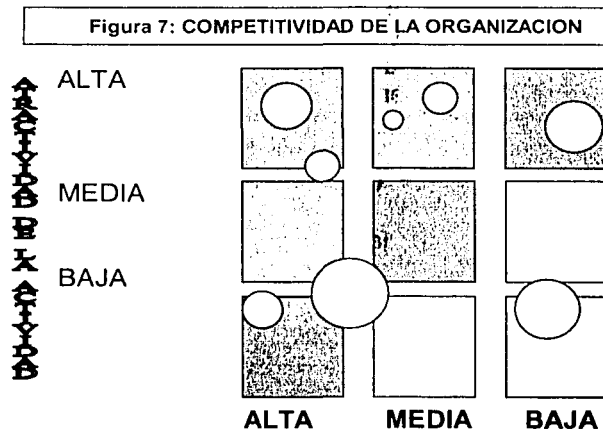 Figura 7: COMPETITIVIDAD DE LA ORGANIZACION
ALTA
MEDIA
BAJA
ATRACTIVIDAD DE LA ACTIVIDAD
ALTA MEDIA BAJA